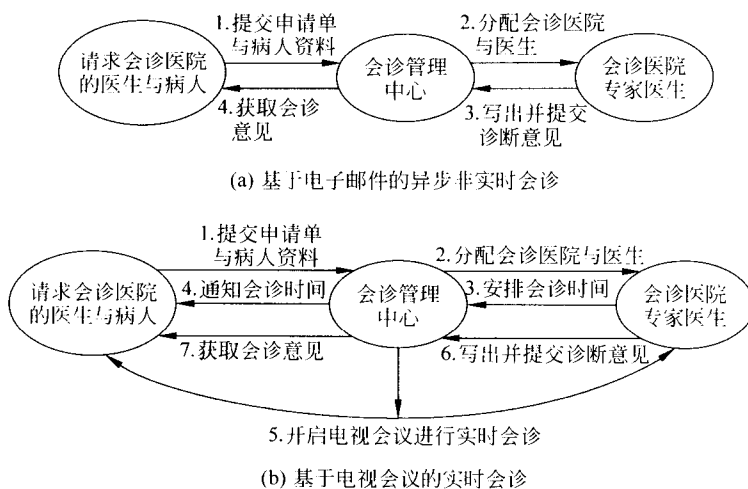 1.提交申请单
与病人资料
2.分配会诊医院
与医生
请求会诊医院
的医生与病人
会诊管理
中心
会诊医院
专家医生
4.获取会诊
意见
3.写出并提交
诊断意见
(a) 基于电子邮件的异步非实时会诊
1.提交申请单
与病人资料
2.分配会诊医院与医生
请求会诊医院
的医生与病人
4.通知会诊时间
会诊管理
中心
3.安排会诊时间
会诊医院
专家医生
7.获取会诊意见
6.写出并提交诊断意见
5.开启电视会议进行实时会诊
(b) 基于电视会议的实时会诊